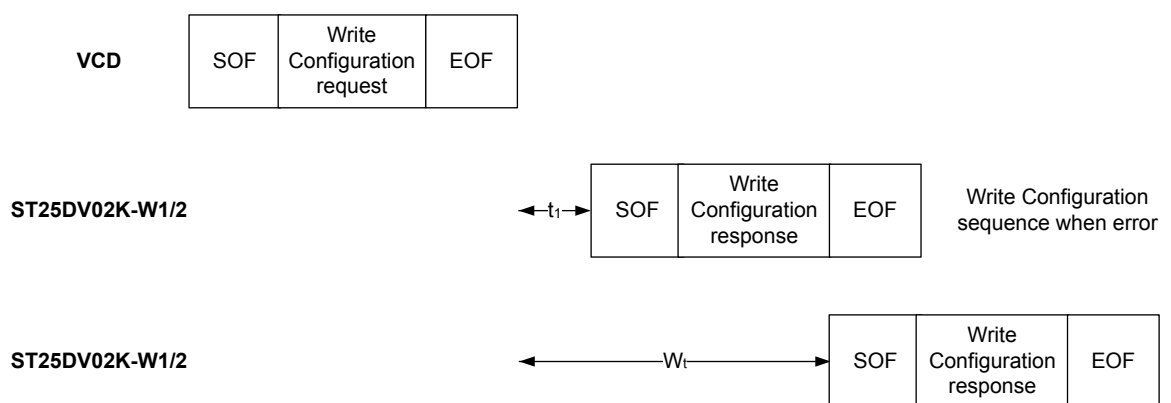 VCD
SOF
Write
Configuration
request
EOF
ST25DV02K-W1/2
t1
SOF
Write
Configuration
response
EOF
Write Configuration
sequence when error
ST25DV02K-W1/2
Wt
SOF
Write
Configuration
response
EOF